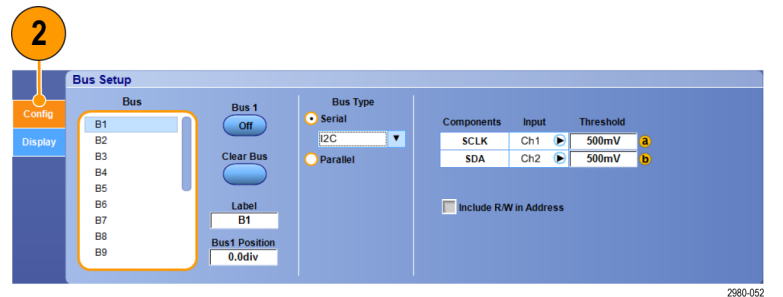 2
Bus Setup
Config
Display
Bus
B1
B2
B3
B4
B5
B6
B7
B8
B9
Bus 1
Off
Clear Bus
Label
B1
Bus1 Position
0.0div
Bus Type
Serial
I2C
Parallel
Components Input Threshold
SCLK Ch1 500mV a
SDA Ch2 500mV b
Include R/W in Address
2980-052